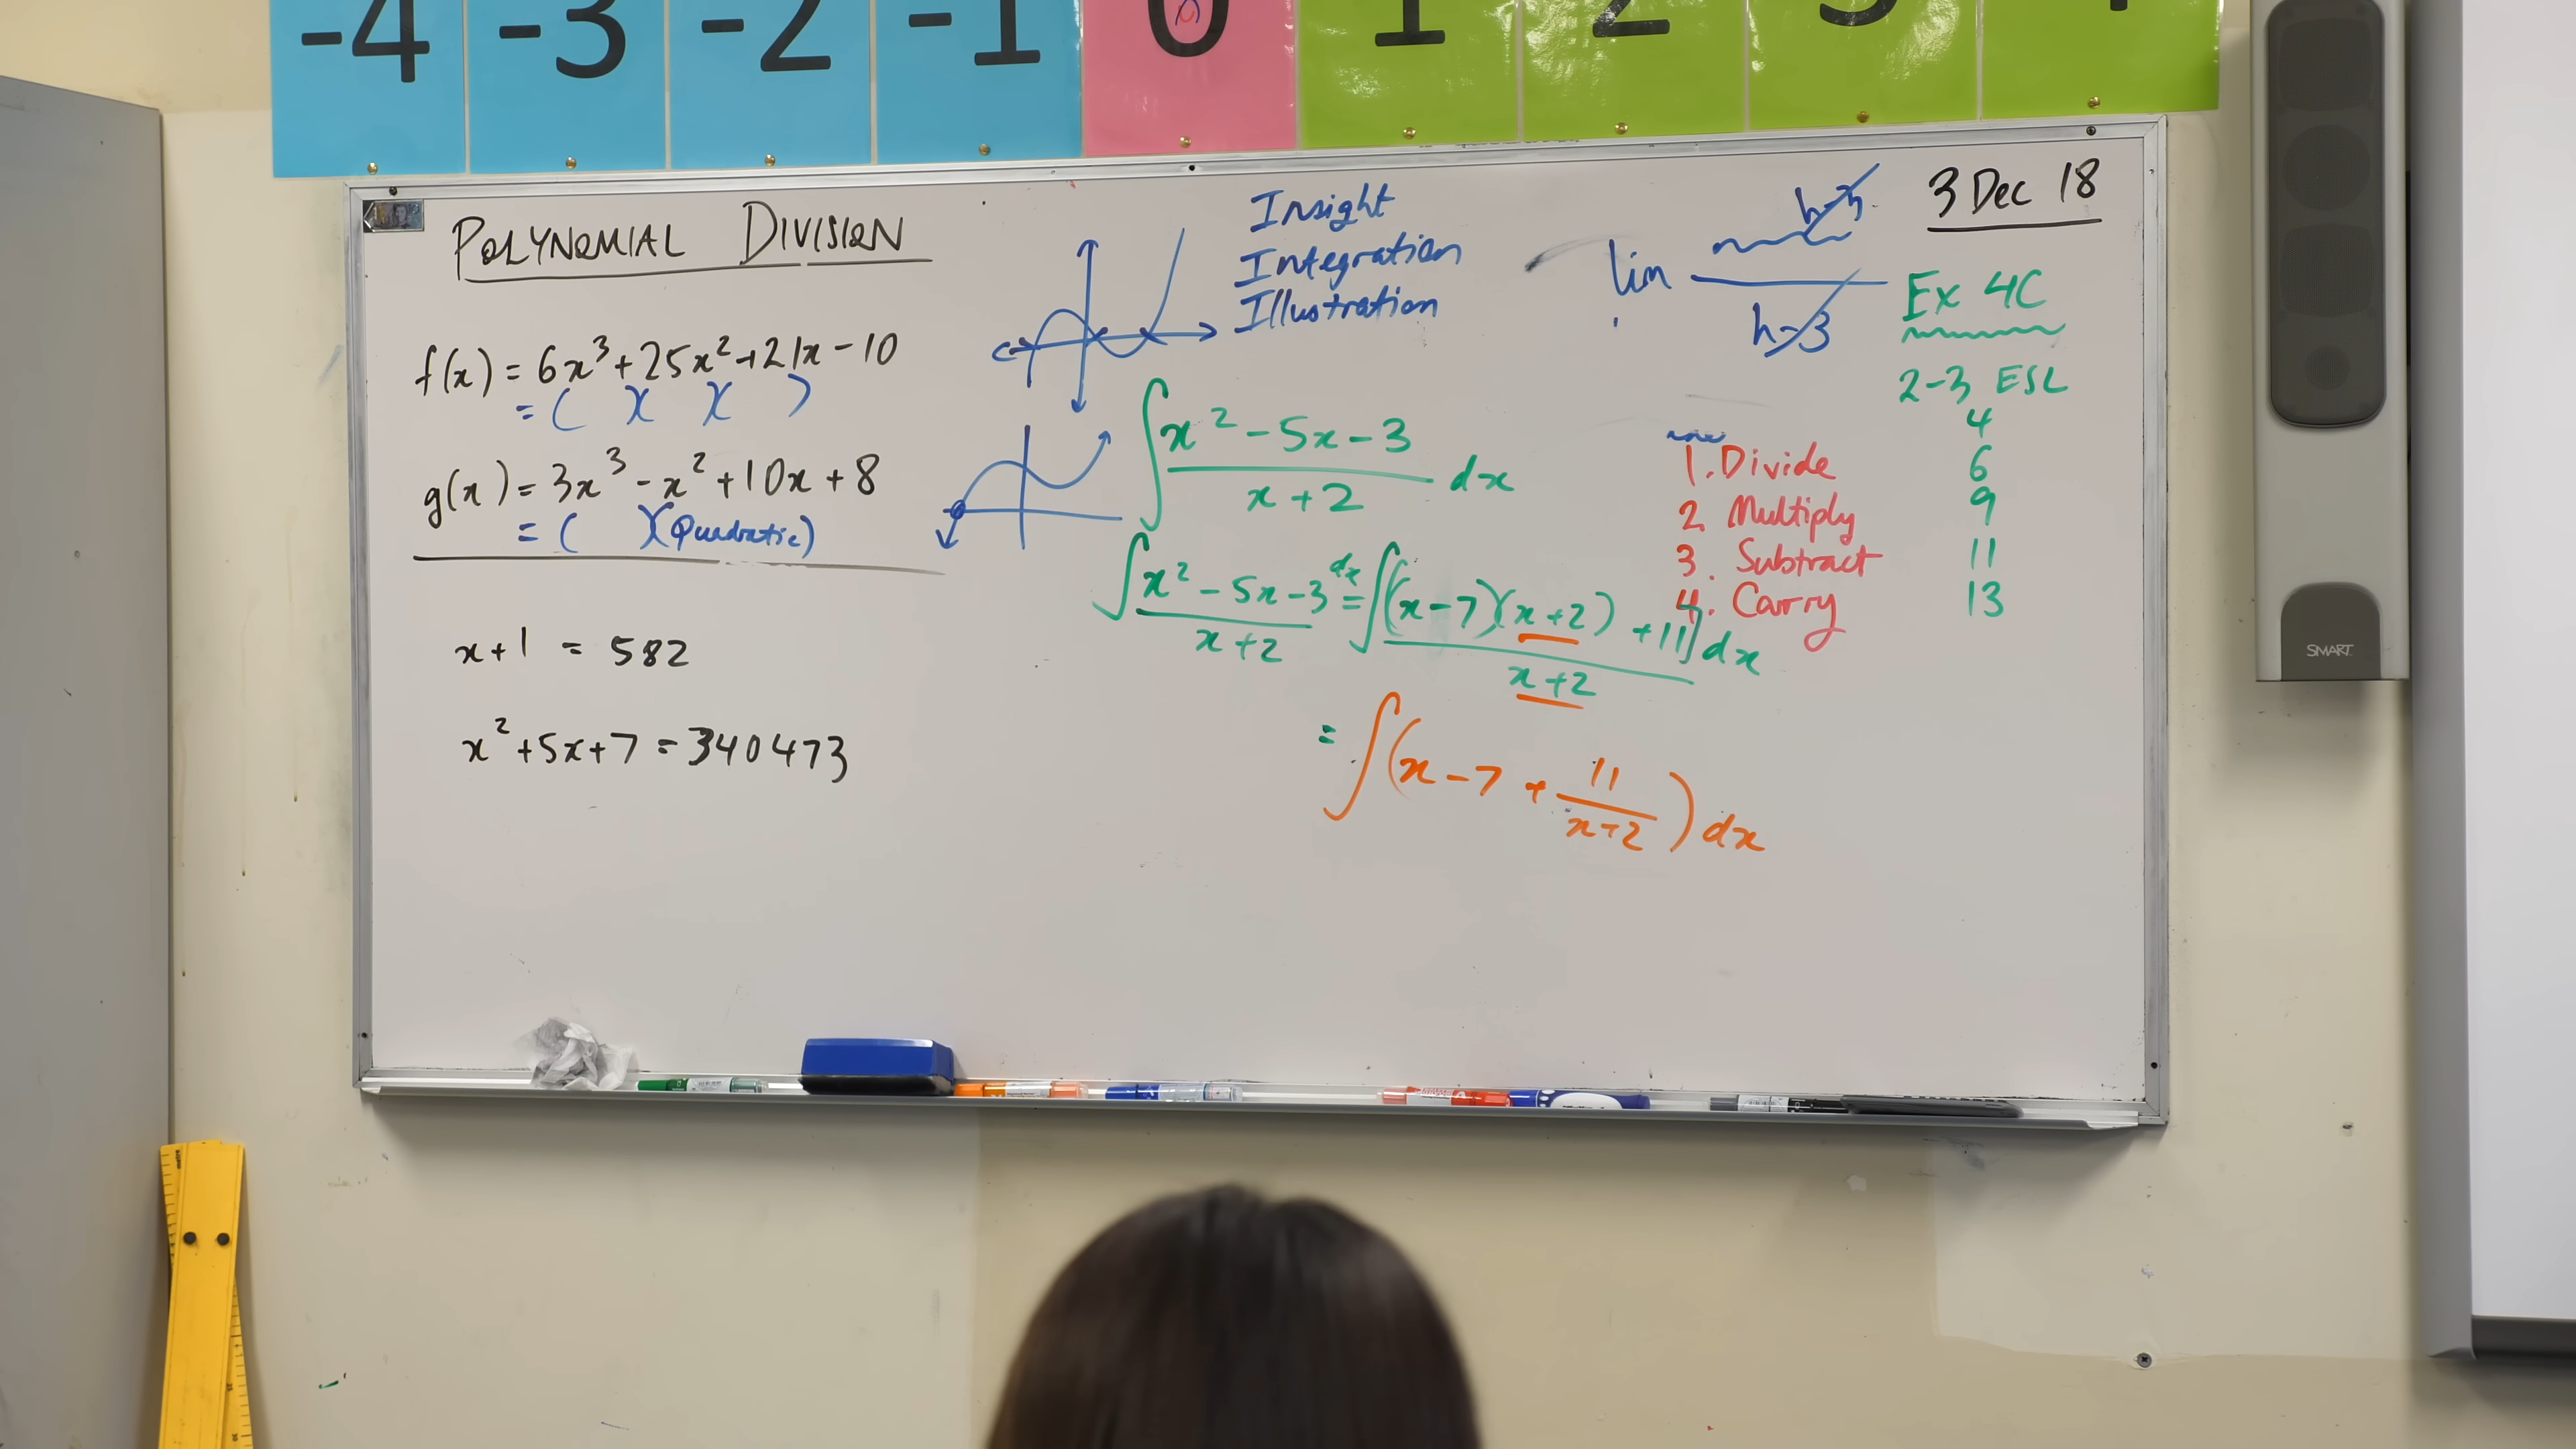 -4 -3 -2 -1 0 1 2
POLYNOMIAL DIVISION
f(x) = 6x³ + 25x² + 21x - 10
= ( )( )( )
g(x) = 3x³ - x² + 10x + 8
= ( )(Quadratic)
x + 1 = 582
x² + 5x + 7 = 340473
Insight
Integration
Illustration
∫ (x² - 5x - 3)/(x + 2) dx
∫ (x² - 5x - 3)/(x + 2) dx = ∫ [(x - 7)(x + 2) + 11]/(x + 2) dx
= ∫ (x - 7 + 11/(x + 2)) dx
lim
h-3
1. Divide
2. Multiply
3. Subtract
4. Carry
3 Dec 18
Ex 4C
2-3 ESL
4
6
9
11
13
SMART